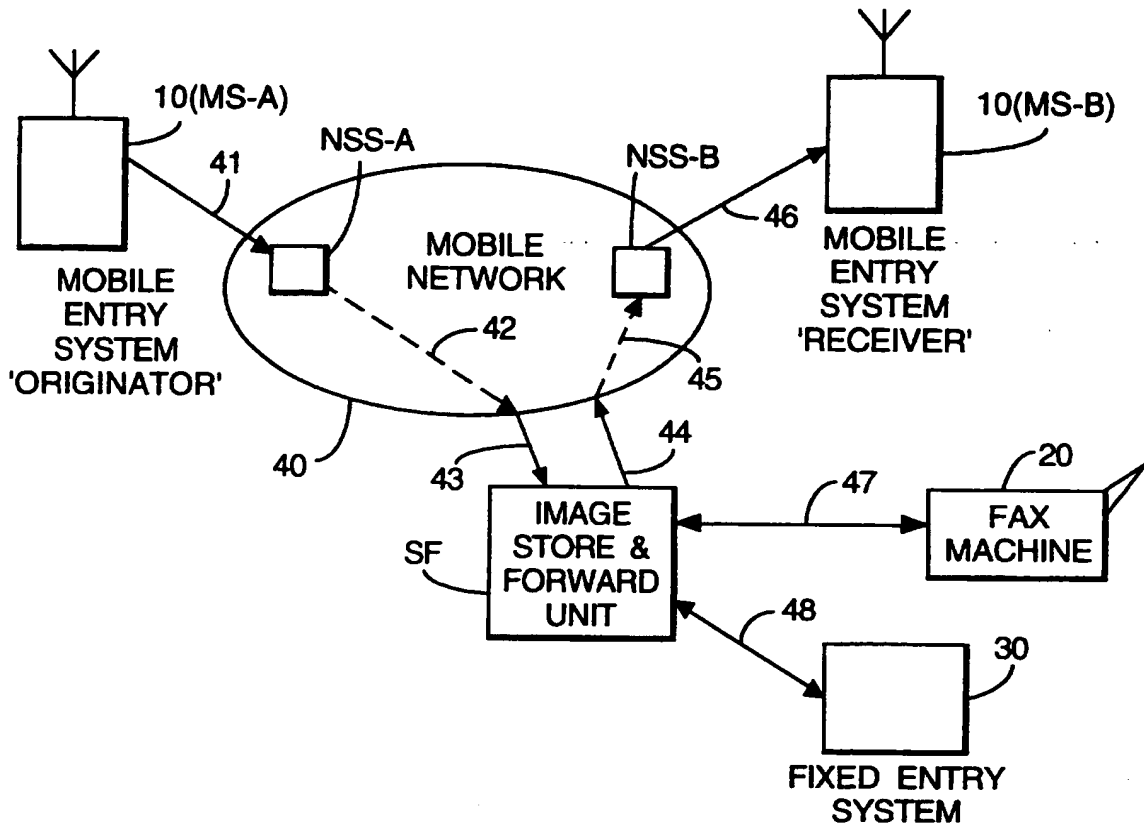 10(MS-A)
41
NSS-A
MOBILE
ENTRY
SYSTEM
'ORIGINATOR'
MOBILE
NETWORK
NSS-B
10(MS-B)
46
MOBILE
ENTRY
SYSTEM
'RECEIVER'
42
45
40
43
44
IMAGE
STORE &
FORWARD
UNIT
SF
47
20
FAX
MACHINE
48
30
FIXED ENTRY
SYSTEM